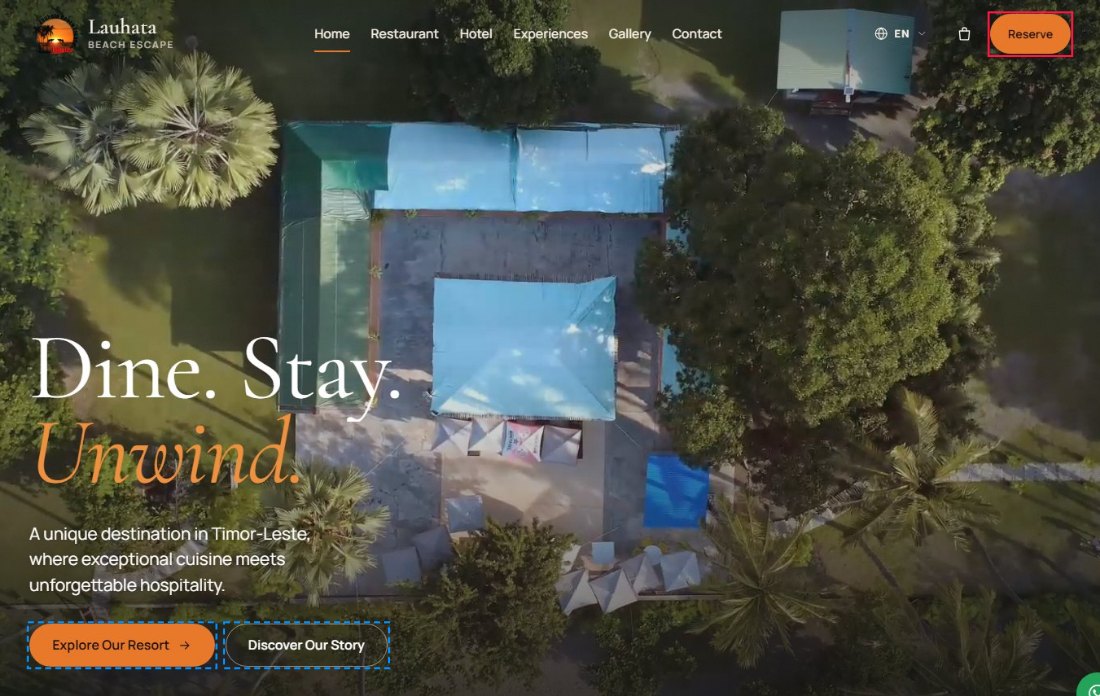 Lauhata
BEACH ESCAPE
Home
Restaurant
Hotel
Experiences
Gallery
Contact
EN
Reserve
Dine. Stay.
Unwind.
A unique destination in Timor-Leste,
where exceptional cuisine meets
unforgettable hospitality.
Explore Our Resort →
Discover Our Story